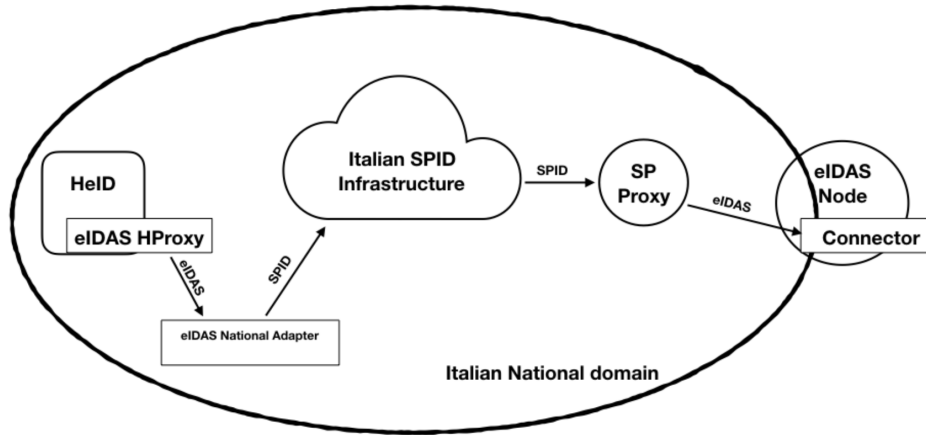 HeID
eIDAS HProxy
eIDAS
eIDAS National Adapter
SPID
Italian SPID
Infrastructure
SPID
SP
Proxy
eIDAS
eIDAS
Node
Connector
Italian National domain